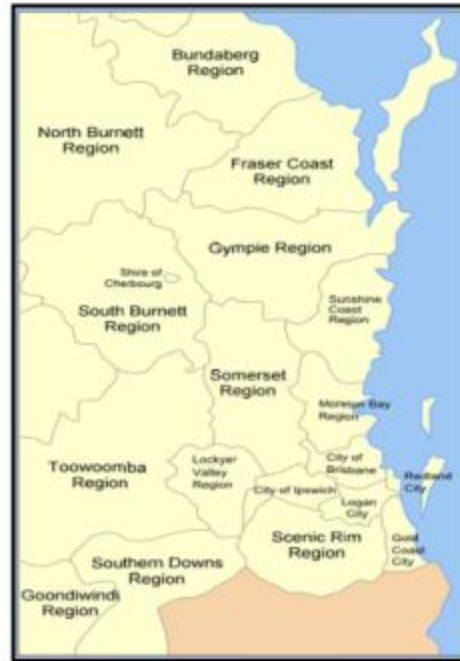 Bundaberg
Region
North Burnett
Region
Fraser Coast
Region
Gympie Region
Shire of
Cherbourg
South Burnett
Region
Sunshine
Coast
Region
Somerset
Region
Moreton Bay
Region
Toowoomba
Region
Lockyer
Valley
Region
City of
Brisbane
Redland
City
City of Ipswich
Logan
City
Scenic Rim
Region
Gold
Coast
City
Southern Downs
Region
Goondiwindi
Region